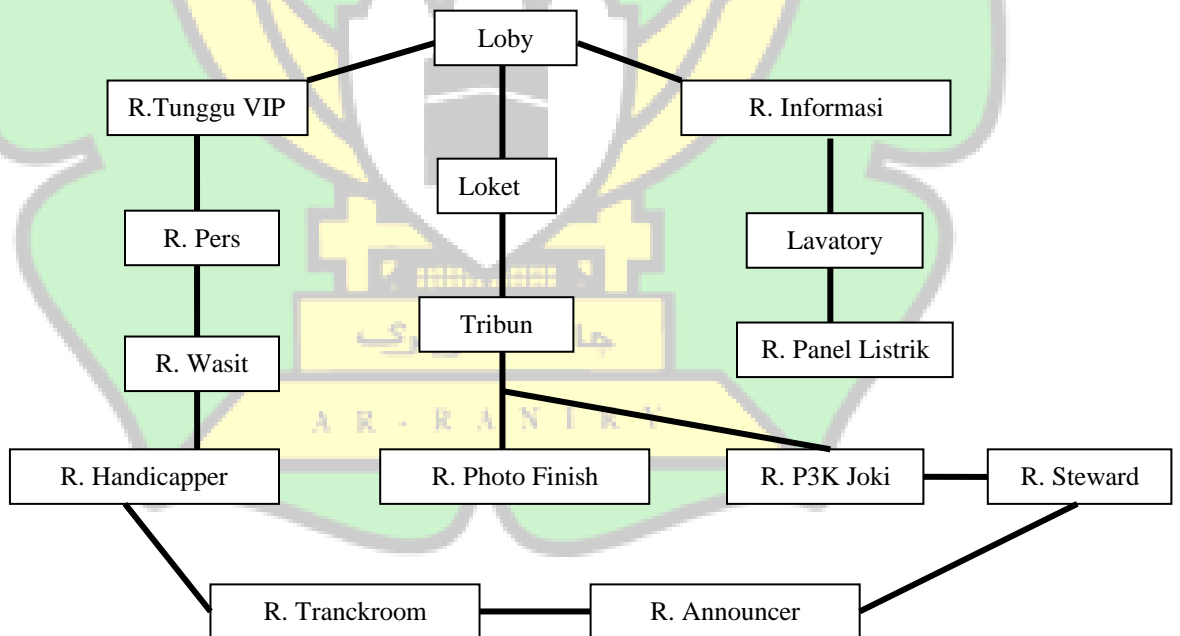 Loby
R.Tunggu VIP
R. Informasi
Loket
R. Pers
Lavatory
Tribun
R. Wasit
R. Panel Listrik
A R - R A N I R Y
R. Handicapper
R. Photo Finish
R. P3K Joki
R. Steward
R. Tranckroom
R. Announcer